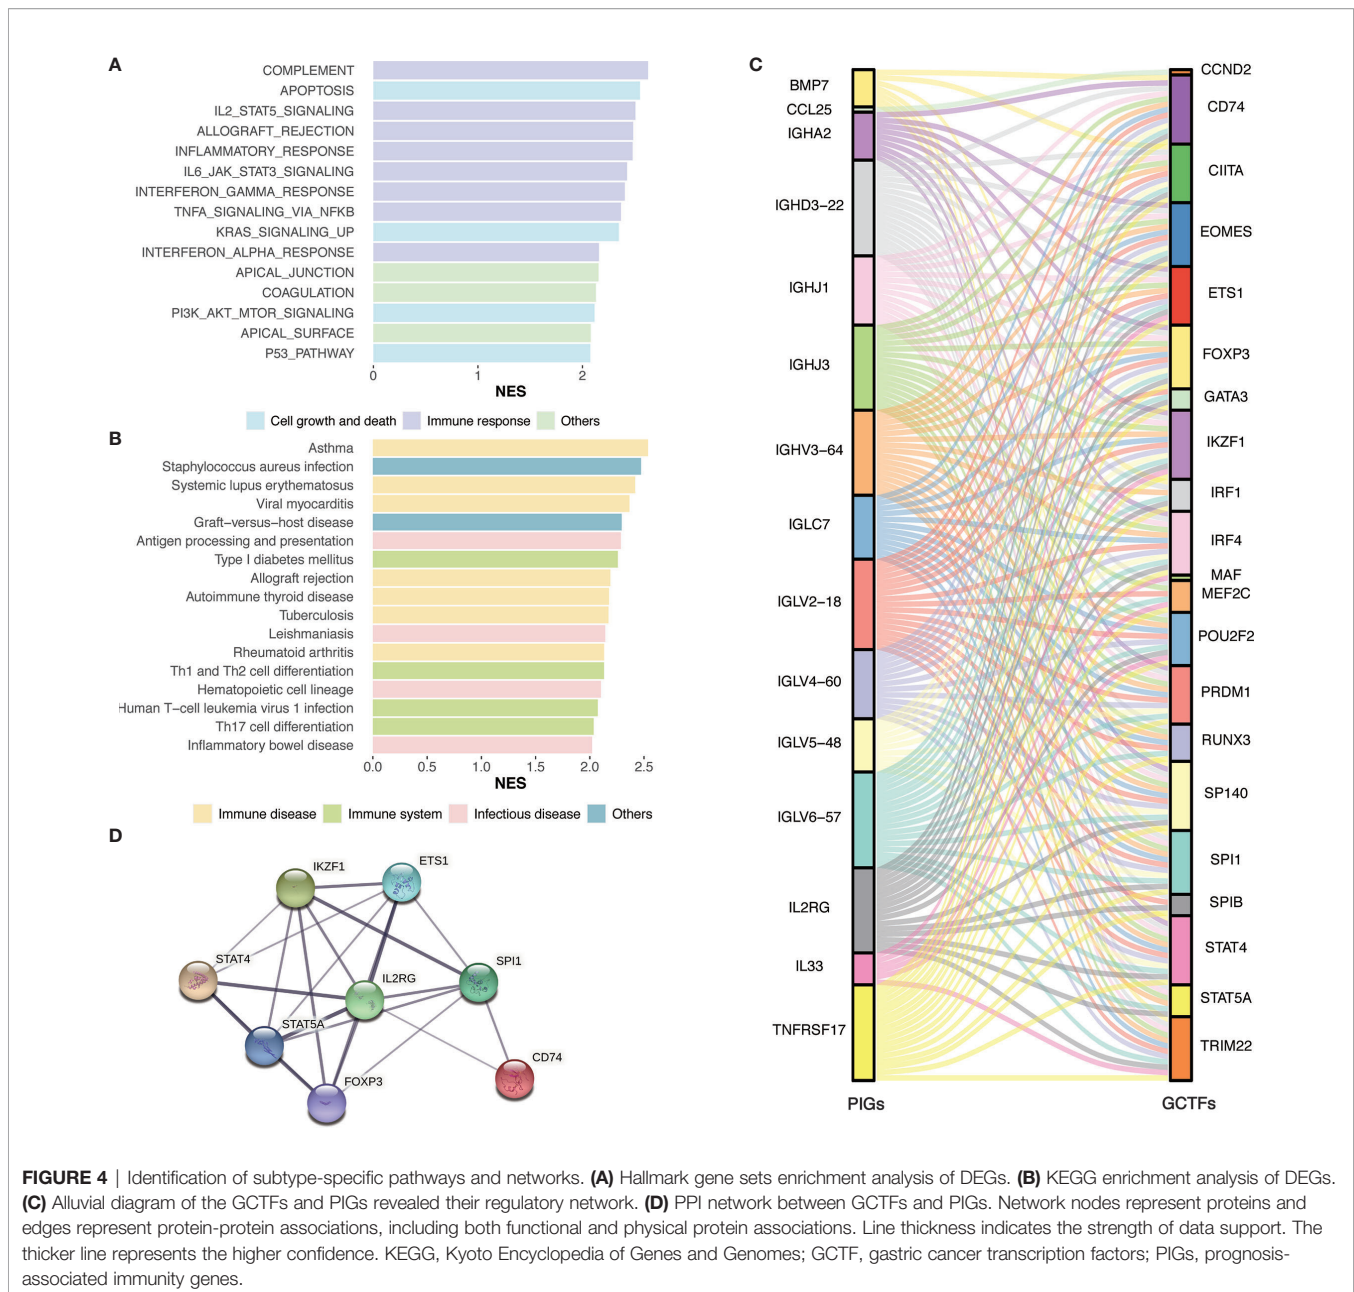 A
COMPLEMENT
APOPTOSIS
IL2_STAT5_SIGNALING
ALLOGRAFT_REJECTION
INFLAMMATORY_RESPONSE
IL6_JAK_STAT3_SIGNALING
INTERFERON_GAMMA_RESPONSE
TNFA_SIGNALING_VIA_NFKB
KRAS_SIGNALING_UP
INTERFERON_ALPHA_RESPONSE
APICAL_JUNCTION
COAGULATION
PI3K_AKT_MTOR_SIGNALING
APICAL_SURFACE
P53_PATHWAY
0 1 2
NES
Cell growth and death Immune response Others
B
Asthma
Staphylococcus aureus infection
Systemic lupus erythematosus
Viral myocarditis
Graft−versus−host disease
Antigen processing and presentation
Type I diabetes mellitus
Allograft rejection
Autoimmune thyroid disease
Tuberculosis
Leishmaniasis
Rheumatoid arthritis
Th1 and Th2 cell differentiation
Hematopoietic cell lineage
Human T−cell leukemia virus 1 infection
Th17 cell differentiation
Inflammatory bowel disease
0.0 0.5 1.0 1.5 2.0 2.5
NES
Immune disease Immune system Infectious disease Others
C
BMP7
CCL25
IGHA2
IGHD3−22
IGHJ1
IGHJ3
IGHV3−64
IGLC7
IGLV2−18
IGLV4−60
IGLV5−48
IGLV6−57
IL2RG
IL33
TNFRSF17
PIGs
CCND2
CD74
CIITA
EOMES
ETS1
FOXP3
GATA3
IKZF1
IRF1
IRF4
MAF
MEF2C
POU2F2
PRDM1
RUNX3
SP140
SPI1
SPIB
STAT4
STAT5A
TRIM22
GCTFs
D
IKZF1
ETS1
STAT4
IL2RG
SPI1
STAT5A
CD74
FOXP3
FIGURE 4 | Identification of subtype-specific pathways and networks. (A) Hallmark gene sets enrichment analysis of DEGs. (B) KEGG enrichment analysis of DEGs.
(C) Alluvial diagram of the GCTFs and PIGs revealed their regulatory network. (D) PPI network between GCTFs and PIGs. Network nodes represent proteins and
edges represent protein-protein associations, including both functional and physical protein associations. Line thickness indicates the strength of data support. The
thicker line represents the higher confidence. KEGG, Kyoto Encyclopedia of Genes and Genomes; GCTF, gastric cancer transcription factors; PIGs, prognosis-
associated immunity genes.